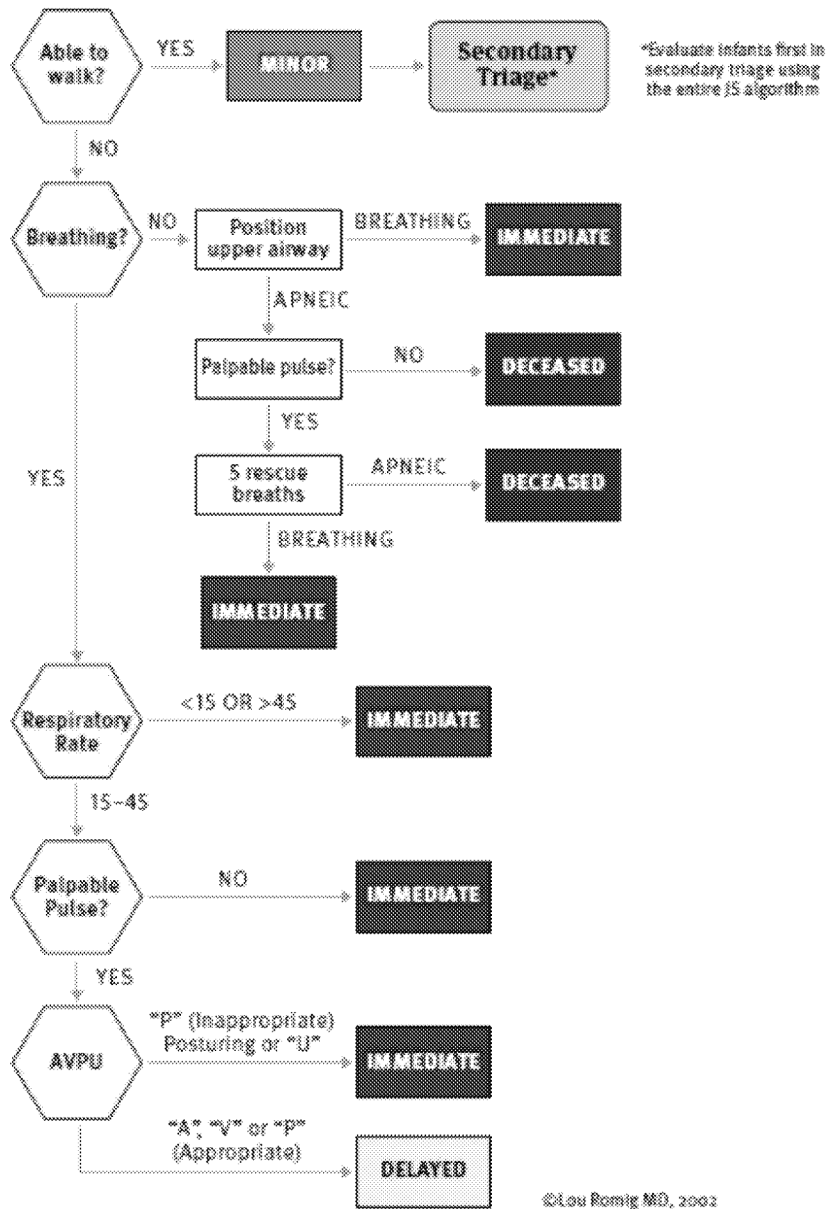 Able to
walk?
YES
MINOR
Secondary
Triage*
*Evaluate infants first in
secondary triage using
the entire JS algorithm
NO
Breathing?
NO
Position
upper airway
BREATHING
IMMEDIATE
APNEIC
Palpable pulse?
NO
DECEASED
YES
5 rescue
breaths
APNEIC
DECEASED
BREATHING
IMMEDIATE
YES
Respiratory
Rate
<15 OR >45
IMMEDIATE
15-45
Palpable
Pulse?
NO
IMMEDIATE
YES
AVPU
"P" (Inappropriate)
Posturing or "U"
IMMEDIATE
"A", "V" or "P"
(Appropriate)
DELAYED
©Lou Romig MD, 2002